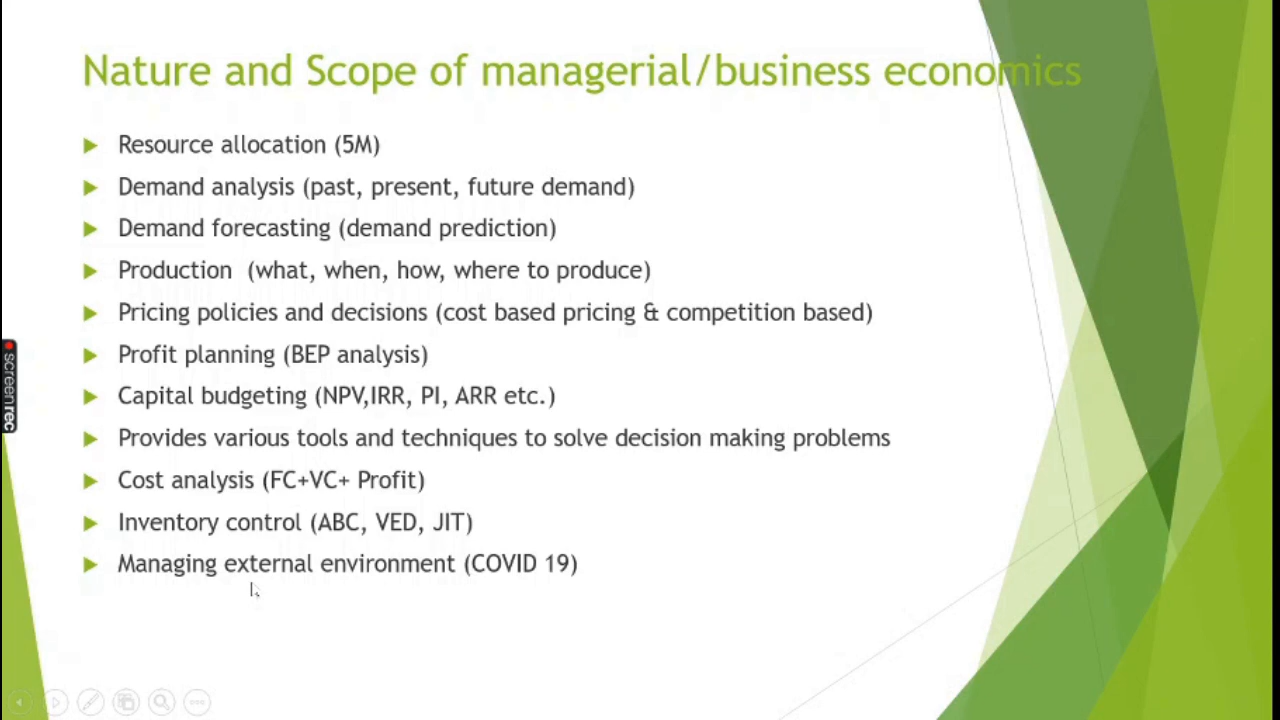 Nature and Scope of managerial/business economics
Resource allocation (5M)
Demand analysis (past, present, future demand)
Demand forecasting (demand prediction)
Production (what, when, how, where to produce)
Pricing policies and decisions (cost based pricing & competition based)
Profit planning (BEP analysis)
Capital budgeting (NPV,IRR, PI, ARR etc.)
Provides various tools and techniques to solve decision making problems
Cost analysis (FC+VC+ Profit)
Inventory control (ABC, VED, JIT)
Managing external environment (COVID 19)
screenrec